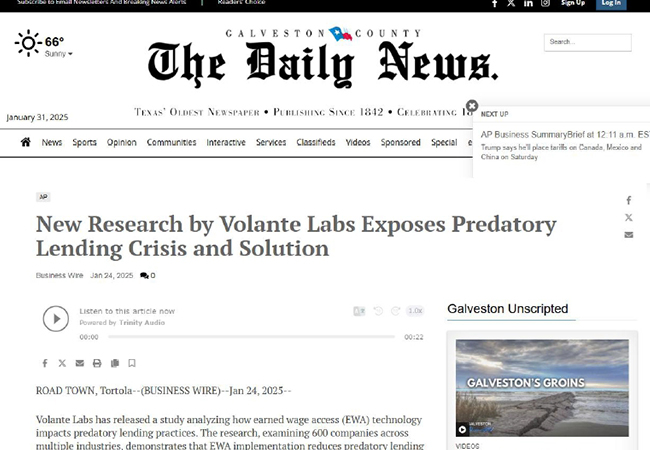 Subscribe to Email Newsletters And Breaking News Alerts | Readers' Choice
Sign Up Log In
66°
Sunny
GALVESTON COUNTY
The Daily News.
Search...
January 31, 2025
TEXAS' OLDEST NEWSPAPER • PUBLISHING SINCE 1842 • CELEBRATING
NEXT UP
AP Business SummaryBrief at 12:11 a.m. EST
Trump says he'll place tariffs on Canada, Mexico and
China on Saturday
News Sports Opinion Communities Interactive Services Classifieds Videos Sponsored Special e
AP
New Research by Volante Labs Exposes Predatory
Lending Crisis and Solution
Business Wire Jan 24, 2025 0
Listen to this article now
Powered by Trinity Audio
1.0x
00:00 00:22
Galveston Unscripted
GALVESTON'S GROINS
VIDEOS
ROAD TOWN, Tortola--(BUSINESS WIRE)--Jan 24, 2025--
Volante Labs has released a study analyzing how earned wage access (EWA) technology
impacts predatory lending practices. The research, examining 600 companies across
multiple industries, demonstrates that EWA implementation reduces predatory lending